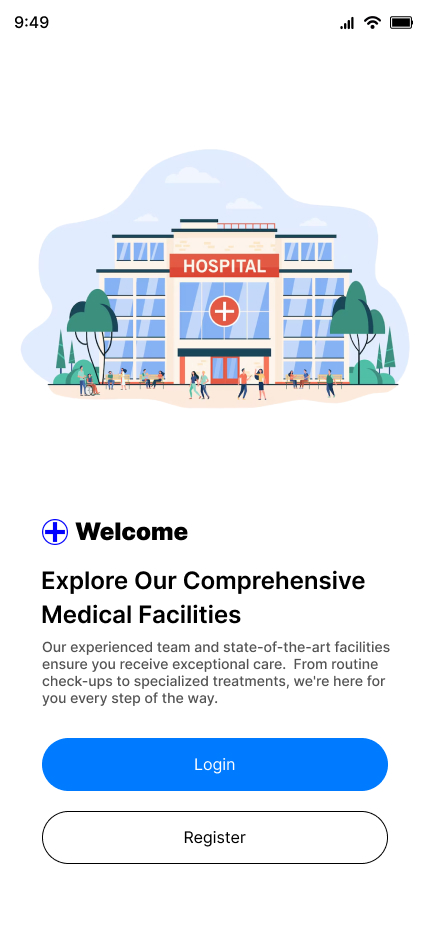 9:49
HOSPITAL
Welcome
Explore Our Comprehensive
Medical Facilities
Our experienced team and state-of-the-art facilities
ensure you receive exceptional care.  From routine
check-ups to specialized treatments, we're here for
you every step of the way.
Login
Register